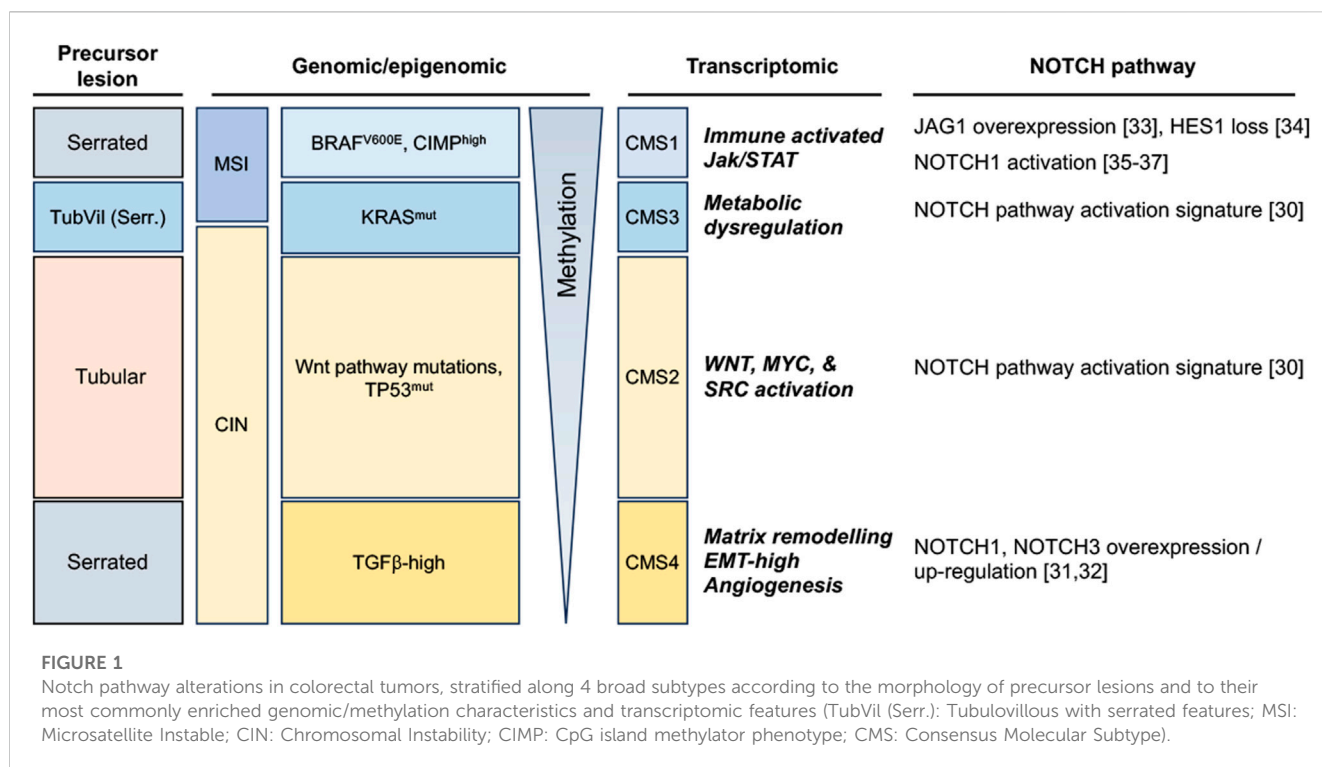 Precursor
lesion
Genomic/epigenomic
Transcriptomic
NOTCH pathway
Serrated
MSI
BRAFV600E, CIMPhigh
Methylation
CMS1
Immune activated
Jak/STAT
JAG1 overexpression [33], HES1 loss [34]
NOTCH1 activation [35-37]
TubVil (Serr.)
KRASmut
CMS3
Metabolic
dysregulation
NOTCH pathway activation signature [30]
Tubular
CIN
Wnt pathway mutations,
TP53mut
CMS2
WNT, MYC, &
SRC activation
NOTCH pathway activation signature [30]
Serrated
TGFβ-high
CMS4
Matrix remodelling
EMT-high
Angiogenesis
NOTCH1, NOTCH3 overexpression /
up-regulation [31,32]
FIGURE 1
Notch pathway alterations in colorectal tumors, stratified along 4 broad subtypes according to the morphology of precursor lesions and to their
most commonly enriched genomic/methylation characteristics and transcriptomic features (TubVil (Serr.): Tubulovillous with serrated features; MSI:
Microsatellite Instable; CIN: Chromosomal Instability; CIMP: CpG island methylator phenotype; CMS: Consensus Molecular Subtype).